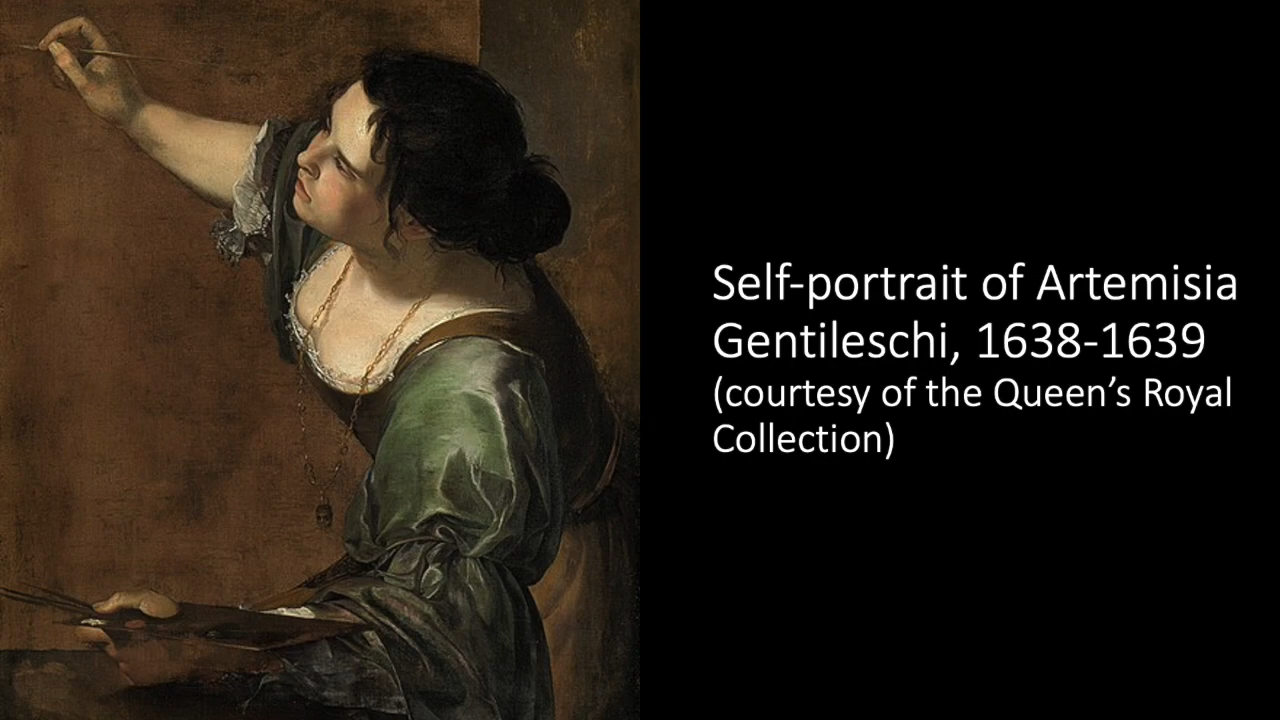 Self-portrait of Artemisia
Gentileschi, 1638-1639
(courtesy of the Queen’s Royal
Collection)